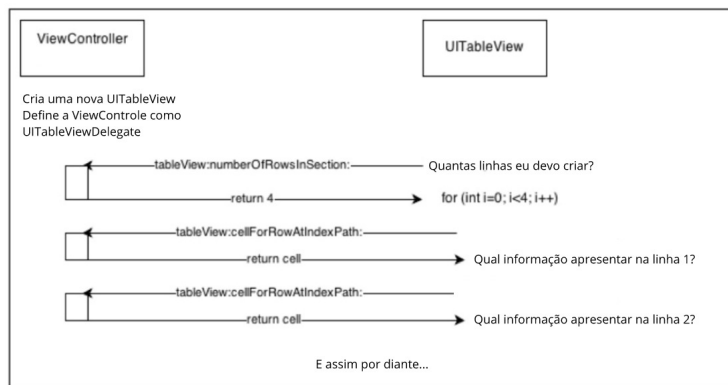 ViewController
UITableView
Cria uma nova UITableView
Define a ViewControle como
UITableViewDelegate
tableView:numberOfRowsInSection:
Quantas linhas eu devo criar?
return 4
for (int i=0; i<4; i++)
tableView:cellForRowAtIndexPath:
return cell
Qual informação apresentar na linha 1?
tableView:cellForRowAtIndexPath:
return cell
Qual informação apresentar na linha 2?
E assim por diante...